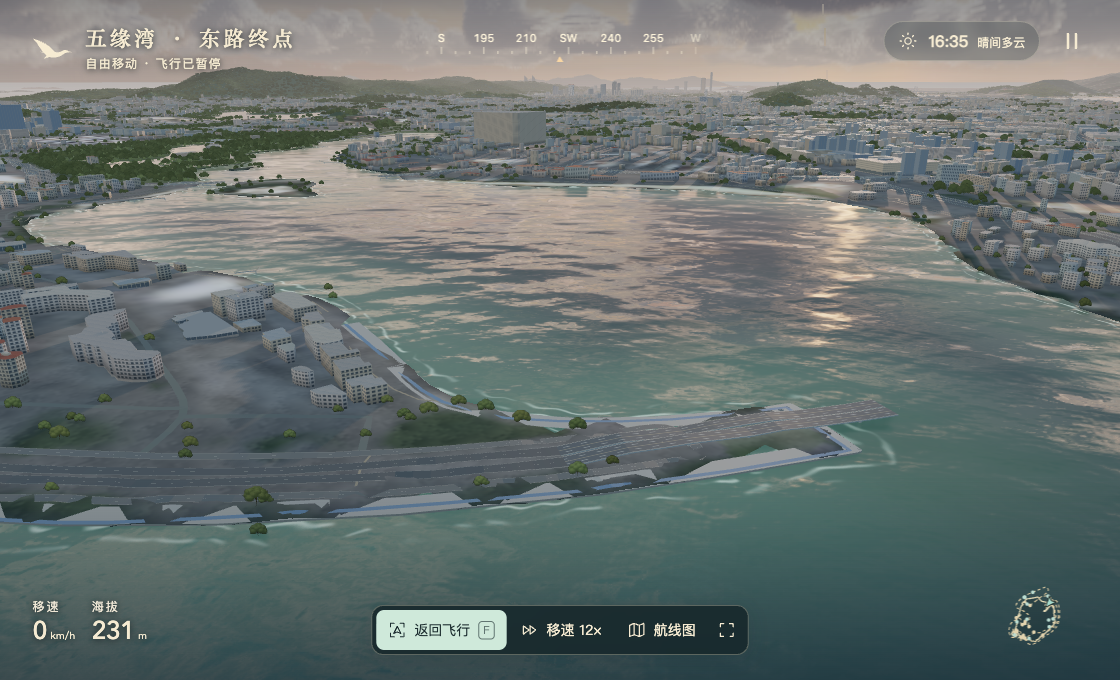 五缘湾 · 东路终点
自由移动 · 飞行已暂停
S 195 210 SW 240 255 W
16:35 晴间多云
移速 海拔
0 km/h 231 m
返回飞行 F 移速 12x 航线图